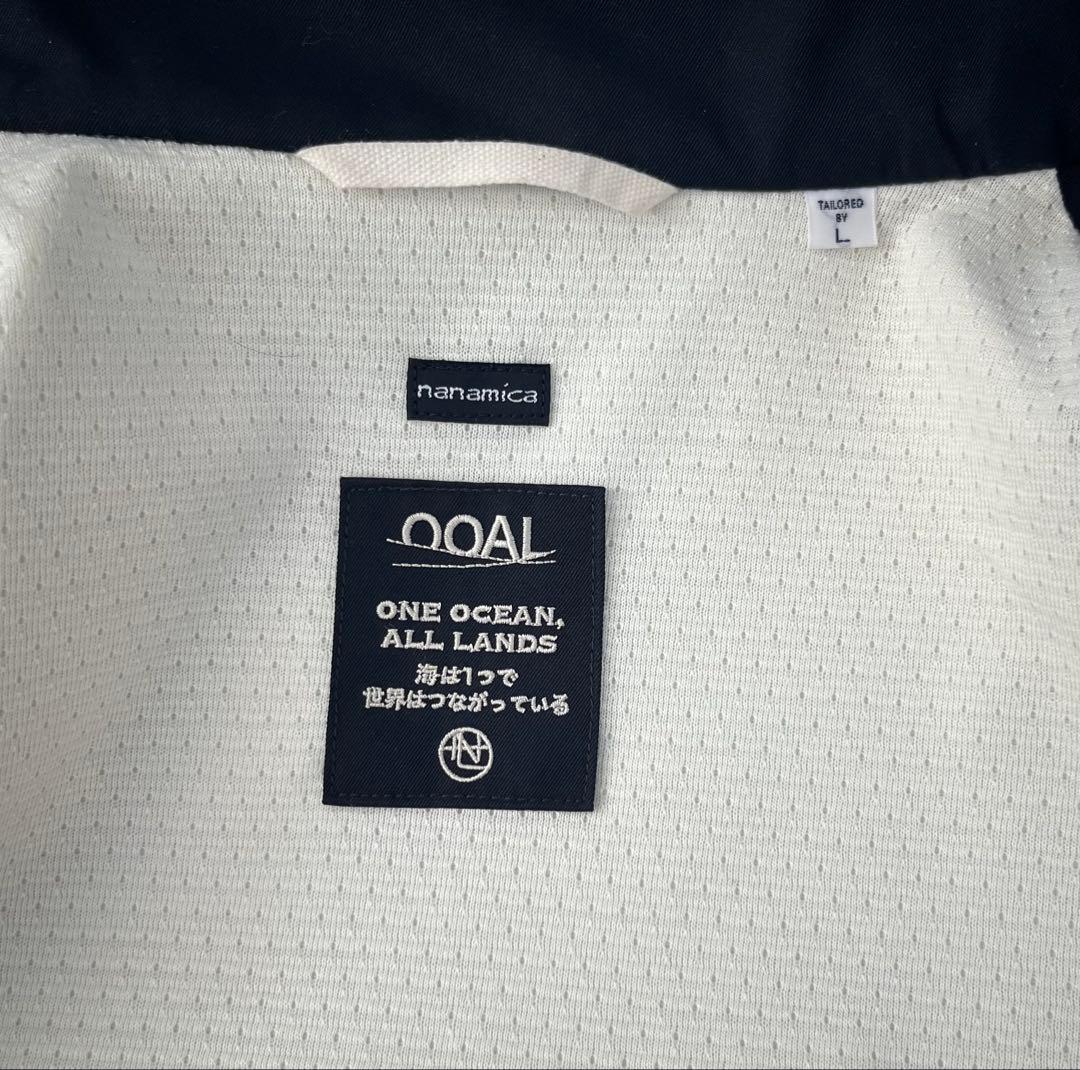 TAILORED
BY
L
nanamica
OOAL
ONE OCEAN,
ALL LANDS
海は1つで
世界はつながっている